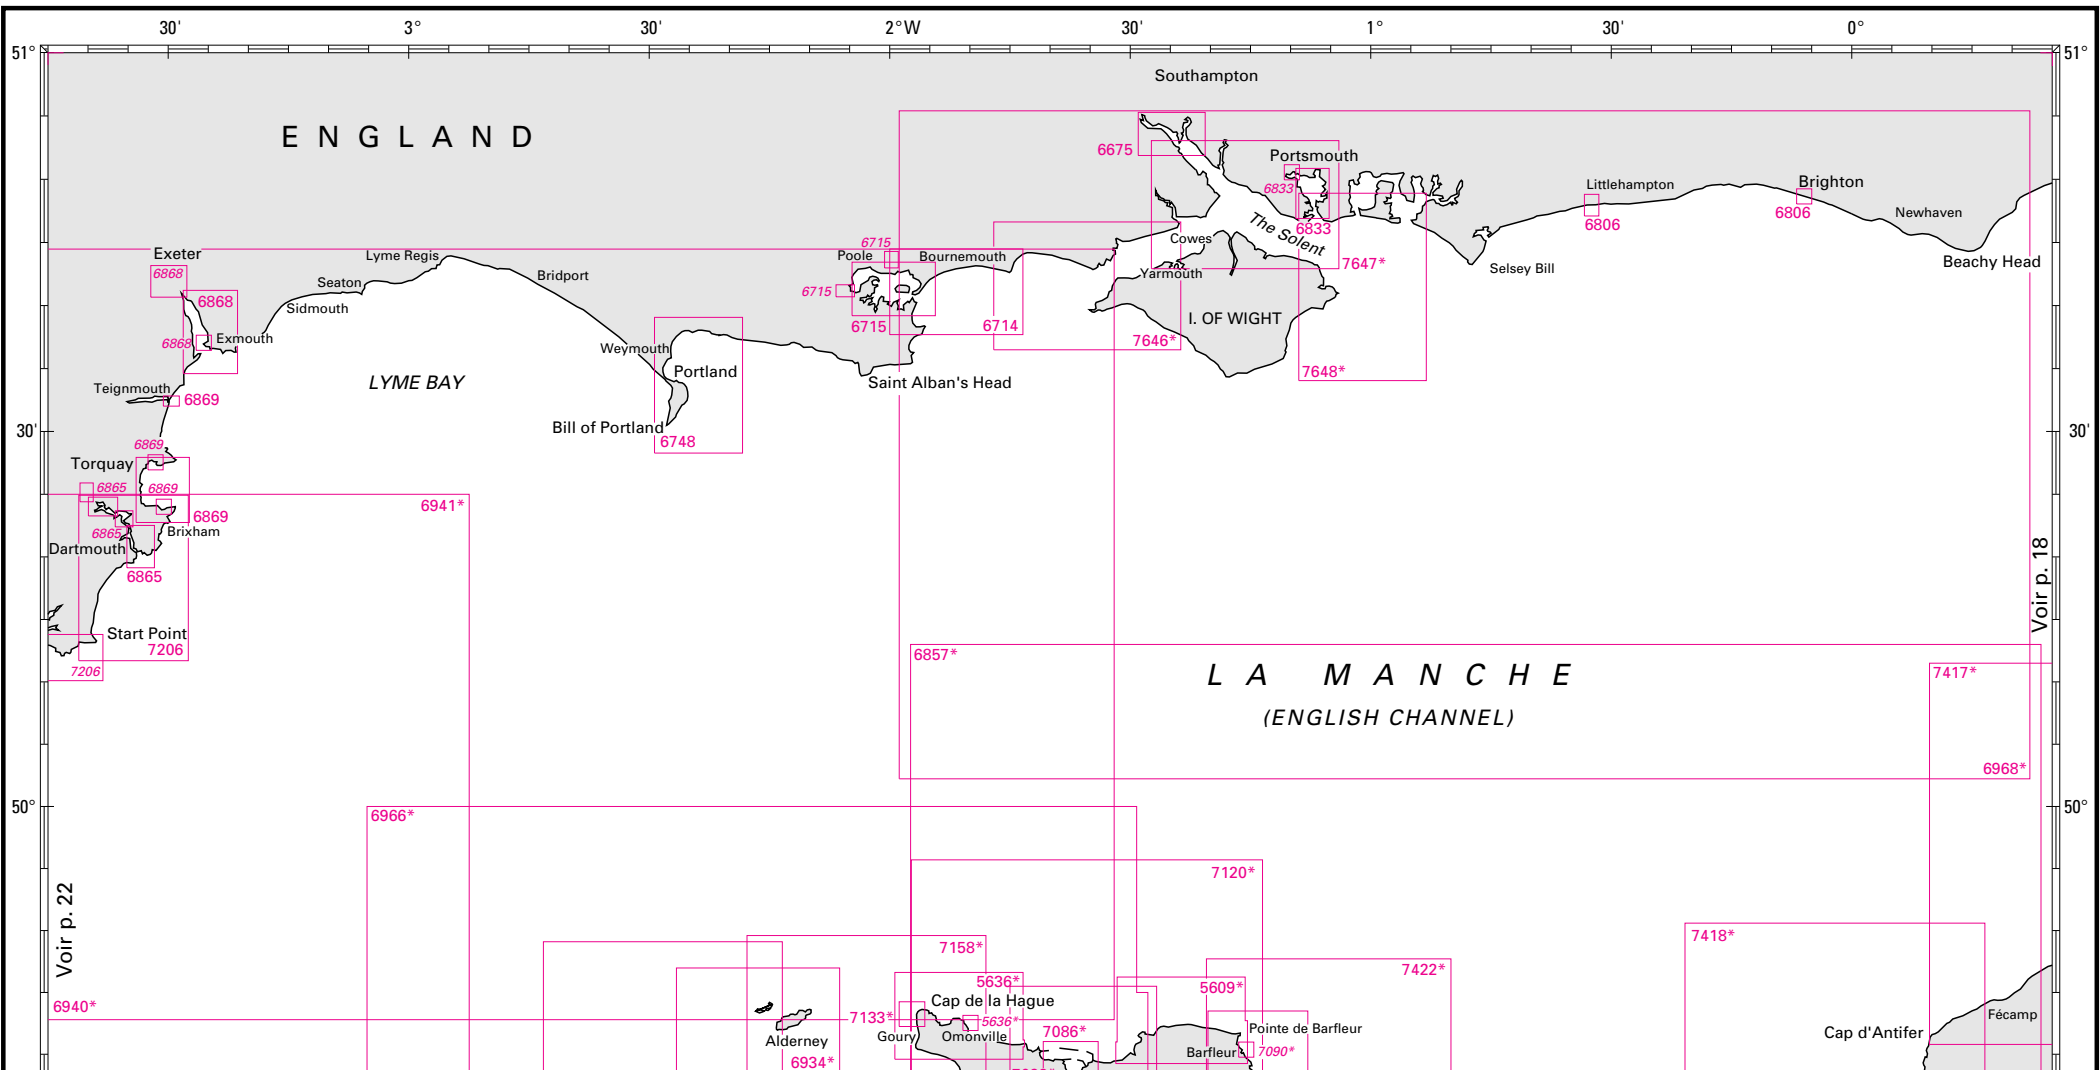 30' 3° 30' 2°W 30' 1° 30' 0°
51° 51°
Southampton
ENGLAND
6675
Portsmouth
6833
Littlehampton
Brighton
6806
6806
Newhaven
The Solent
6833
Cowes
6715
Exeter
Lyme Regis
Poole
Bournemouth
7647*
Beachy Head
Selsey Bill
6868
Bridport
Yarmouth
Seaton
6715
6868
Sidmouth
I. OF WIGHT
6715
6714
7646*
Exmouth
6868
Weymouth
7648*
Portland
LYME BAY
Saint Alban's Head
Teignmouth
6869
Bill of Portland
30' 30'
6748
6869
Torquay
6865
6869
6941*
6869
Brixham
6865
Dartmouth
6865
Voir p. 18
Start Point
7206
7206
6857*
LA MANCHE
7417*
(ENGLISH CHANNEL)
6968*
50° 50°
6966*
7120*
Voir p. 22
7418*
7158*
7422*
5636*
5609*
6940*
Cap de la Hague
7133*
5636*
Fécamp
Goury
Omonville
7086*
Pointe de Barfleur
Cap d'Antifer
Alderney
Barfleur
7090*
6934*